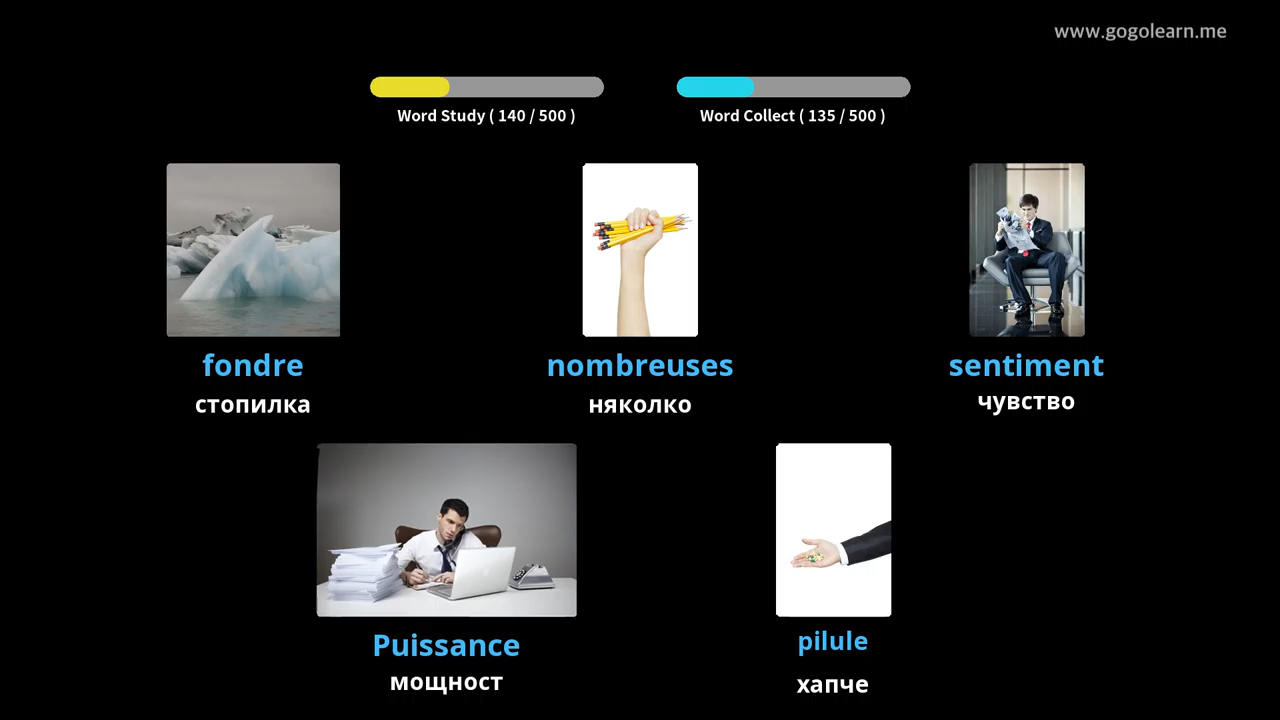 www.gogolearn.me
Word Study ( 140 / 500 )
Word Collect ( 135 / 500 )
fondre
стопилка
nombreuses
няколко
sentiment
чувство
Puissance
мощност
pilule
хапче